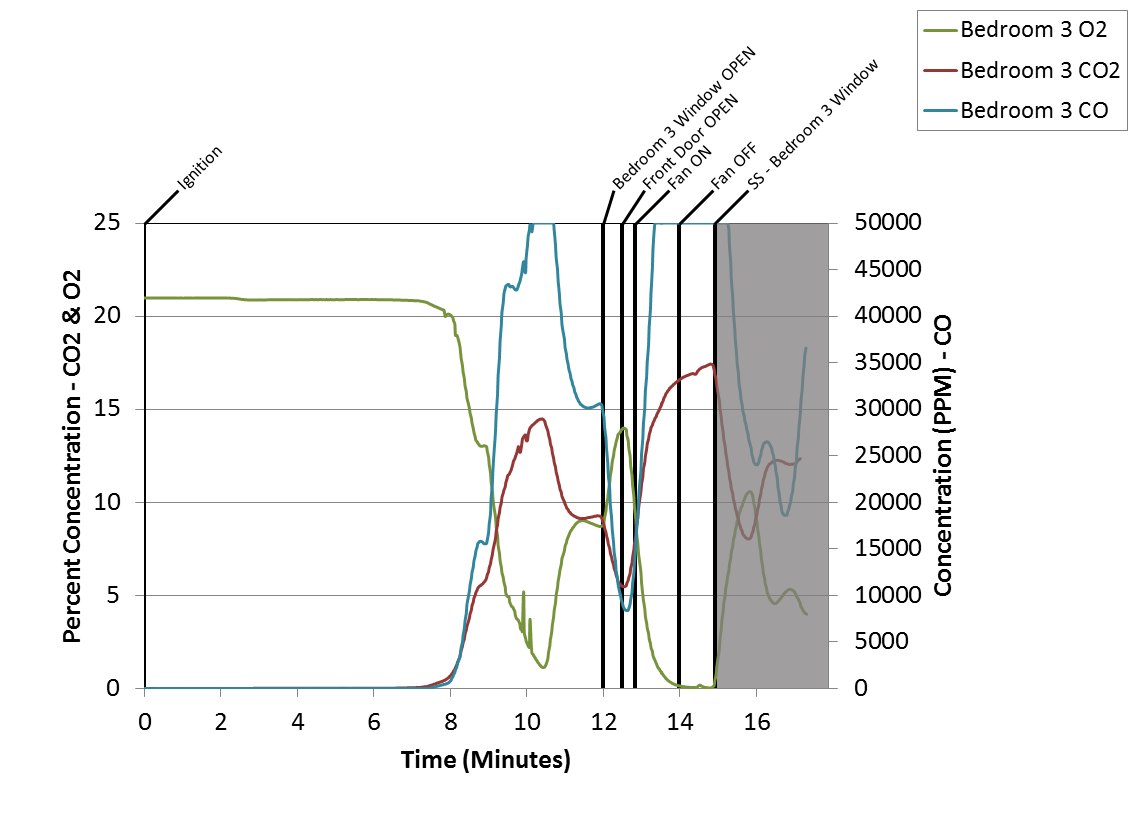 Bedroom 3 O2
Bedroom 3 CO2
Bedroom 3 CO
Ignition
Bedroom 3 Window OPEN
Front Door OPEN
Fan ON
Fan OFF
SS - Bedroom 3 Window
Percent Concentration - CO2 & O2
25
20
15
10
5
0
50000
45000
40000
35000
30000
25000
20000
15000
10000
5000
0
Concentration (PPM) - CO
0 2 4 6 8 10 12 14 16
Time (Minutes)